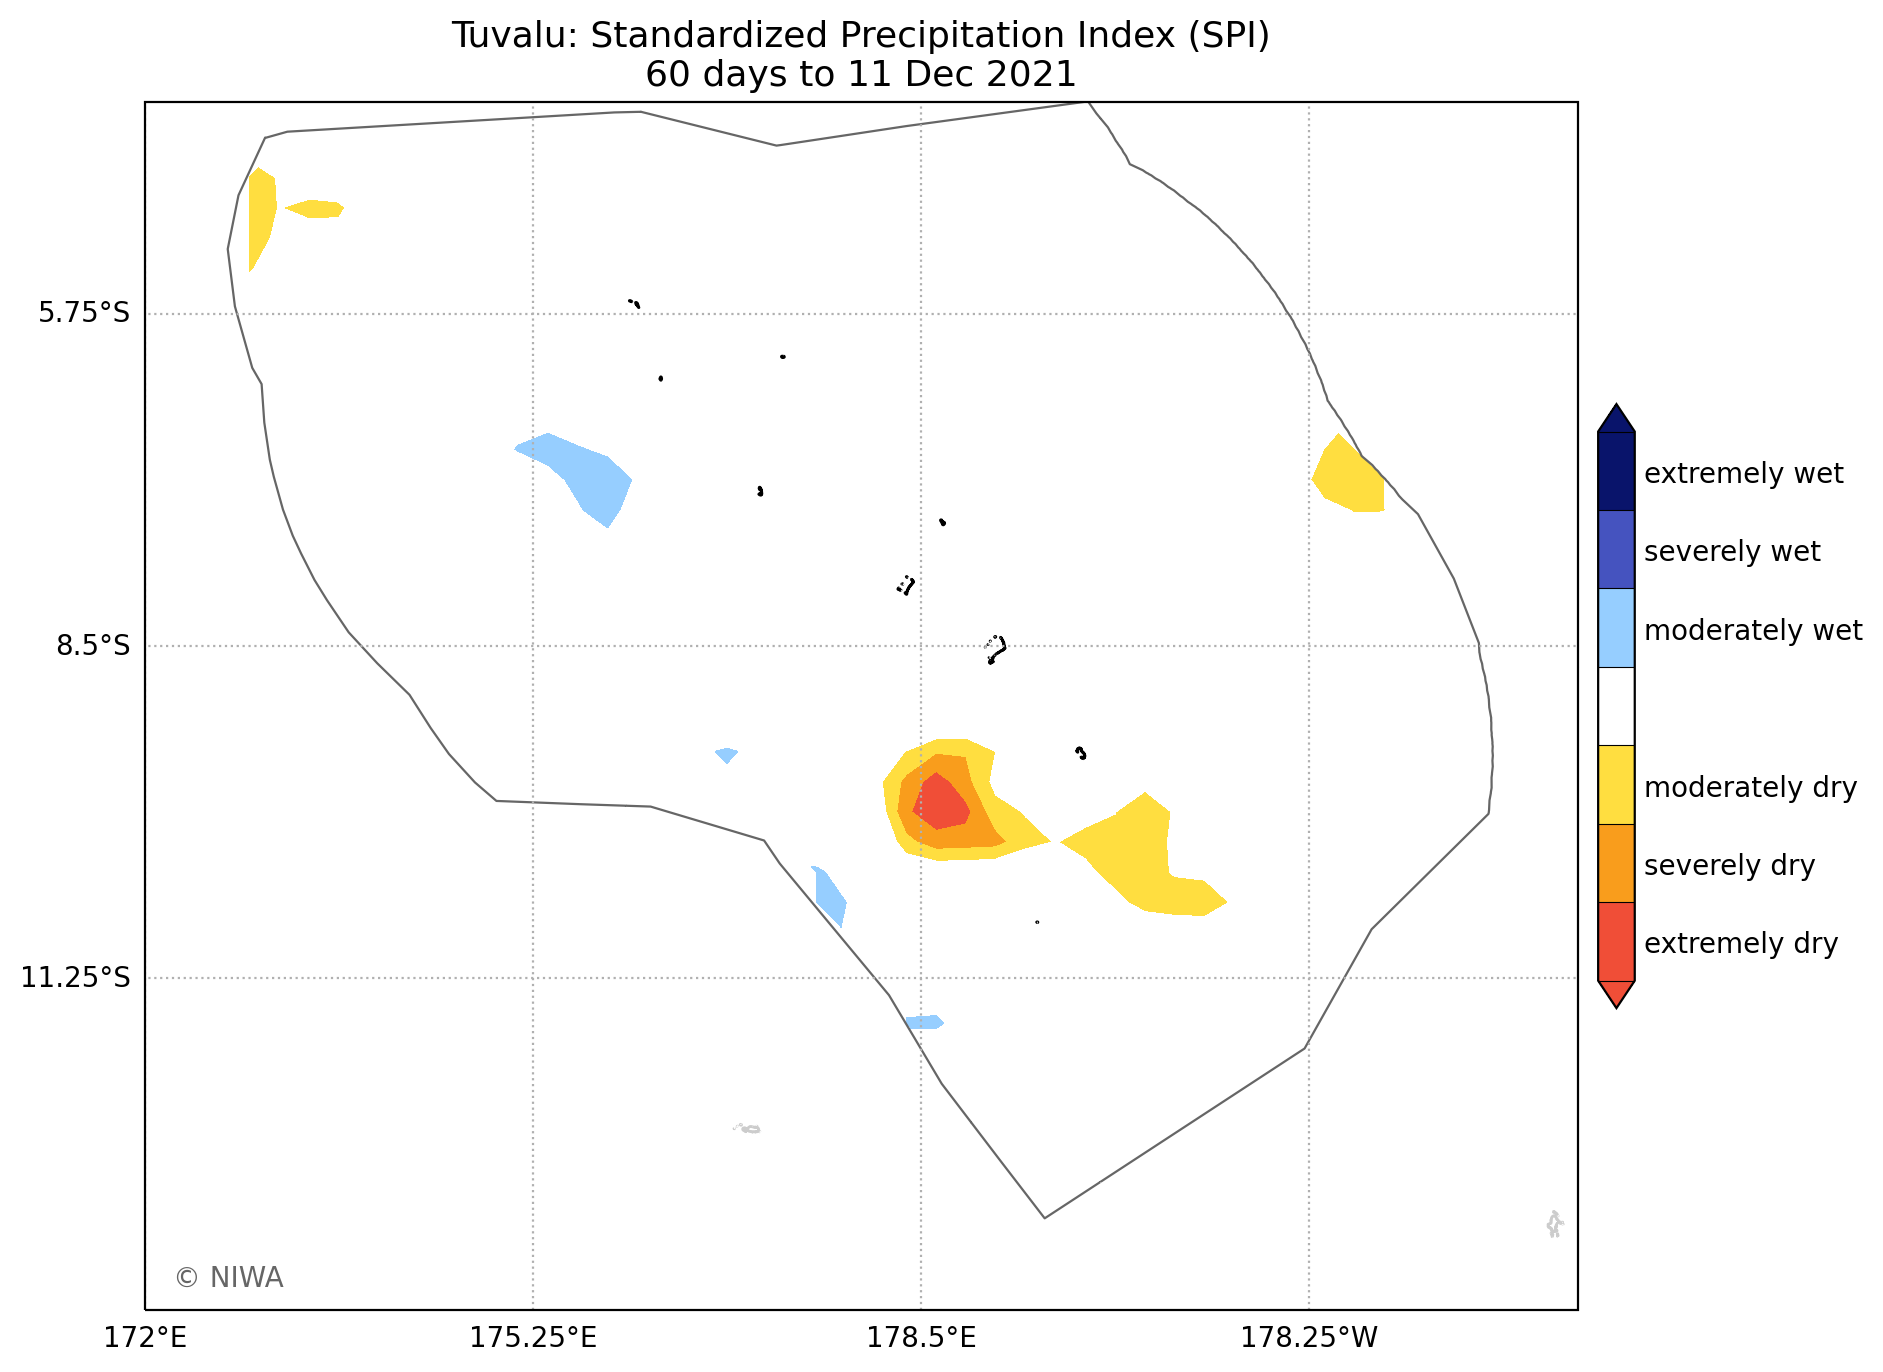 Tuvalu: Standardized Precipitation Index (SPI)
60 days to 11 Dec 2021
5.75°S
8.5°S
11.25°S
172°E
175.25°E
178.5°E
178.25°W
extremely wet
severely wet
moderately wet
moderately dry
severely dry
extremely dry
© NIWA